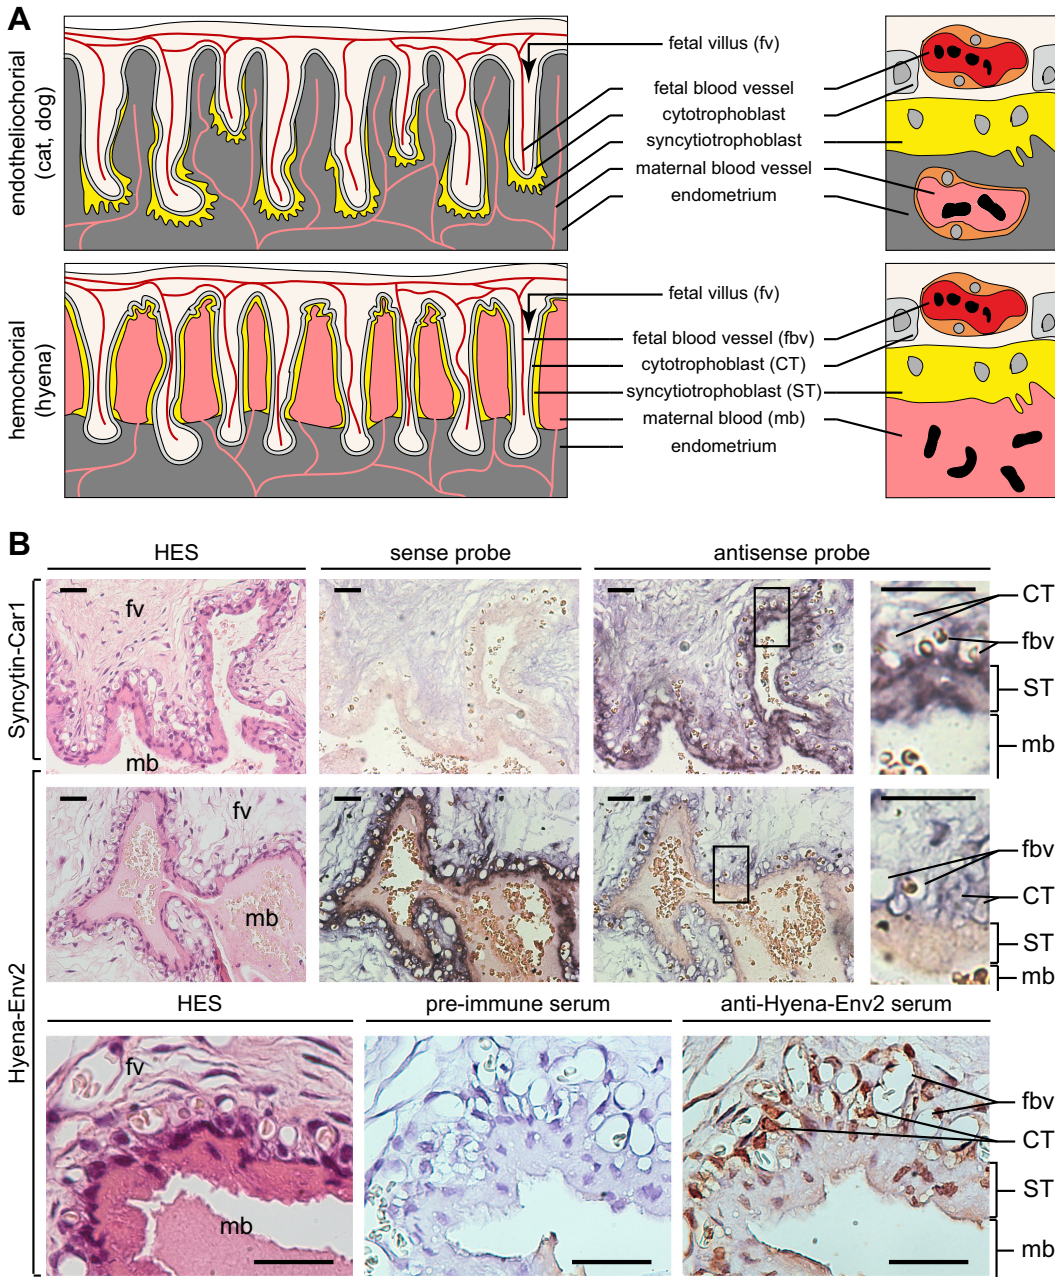 A
endotheliochorial
(cat, dog)
fetal villus (fv)
fetal blood vessel
cytotrophoblast
syncytiotrophoblast
maternal blood vessel
endometrium
hemochorial
(hyena)
fetal villus (fv)
fetal blood vessel (fbv)
cytotrophoblast (CT)
syncytiotrophoblast (ST)
maternal blood (mb)
endometrium
B
HES
sense probe
antisense probe
Syncytin-Car1
fv
mb
CT
fbv
ST
mb
Hyena-Env2
fv
mb
fbv
CT
ST
mb
HES
pre-immune serum
anti-Hyena-Env2 serum
fv
mb
fbv
CT
ST
mb